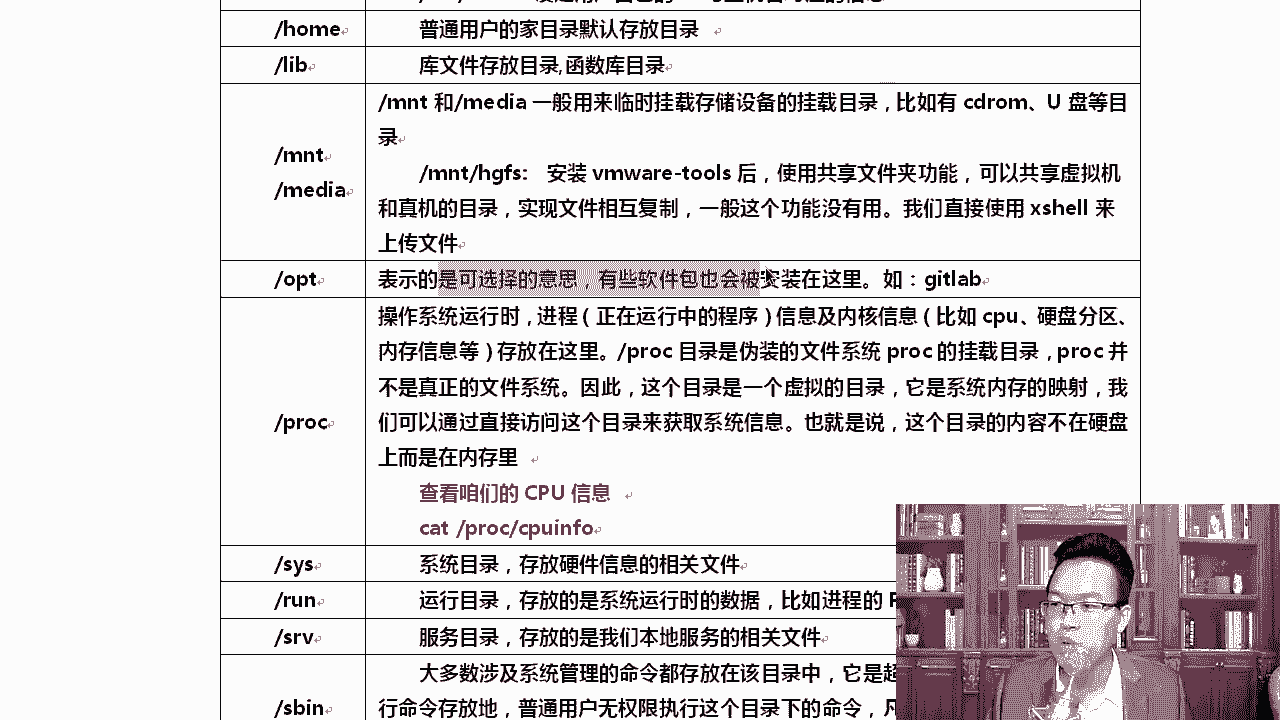 /home 普通用户的家目录默认存放目录
/lib 库文件存放目录,函数库目录
/mnt
/media
/mnt 和/media 一般用来临时挂载存储设备的挂载目录，比如有 cdrom、U 盘等目
录
/mnt/hgfs: 安装 vmware-tools 后，使用共享文件夹功能，可以共享虚拟机
和真机的目录，实现文件相互复制，一般这个功能没有用。我们直接使用 xshell 来
上传文件
/opt 表示的是可选择的意思，有些软件包也会被安装在这里。如：gitlab
/proc
操作系统运行时，进程（正在运行中的程序）信息及内核信息（比如 cpu、硬盘分区、
内存信息等）存放在这里。/proc 目录是伪装的文件系统 proc 的挂载目录，proc 并
不是真正的文件系统。因此，这个目录是一个虚拟的目录，它是系统内存的映射，我
们可以通过直接访问这个目录来获取系统信息。也就是说，这个目录的内容不在硬盘
上而是在内存里
查看咱们的 CPU 信息
cat /proc/cpuinfo
/sys 系统目录，存放硬件信息的相关文件
/run 运行目录，存放的是系统运行时的数据，比如进程的
/srv 服务目录，存放的是我们本地服务的相关文件
/sbin
大多数涉及系统管理的命令都存放在该目录中，它是超
行命令存放地，普通用户无权限执行这个目录下的命令，凡